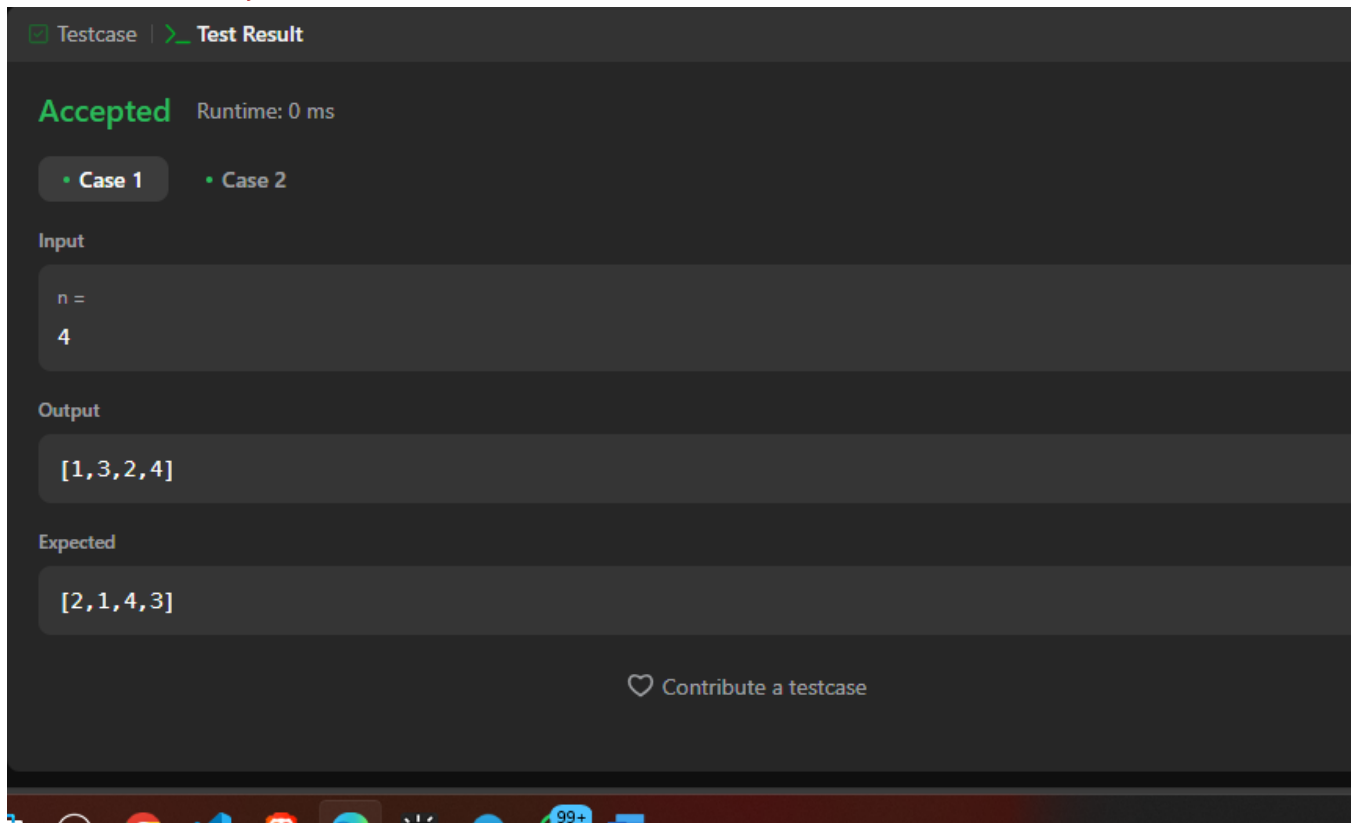 Testcase | >_ Test Result
Accepted Runtime: 0 ms
• Case 1 • Case 2
Input
n =
4
Output
[1,3,2,4]
Expected
[2,1,4,3]
Contribute a testcase
99+